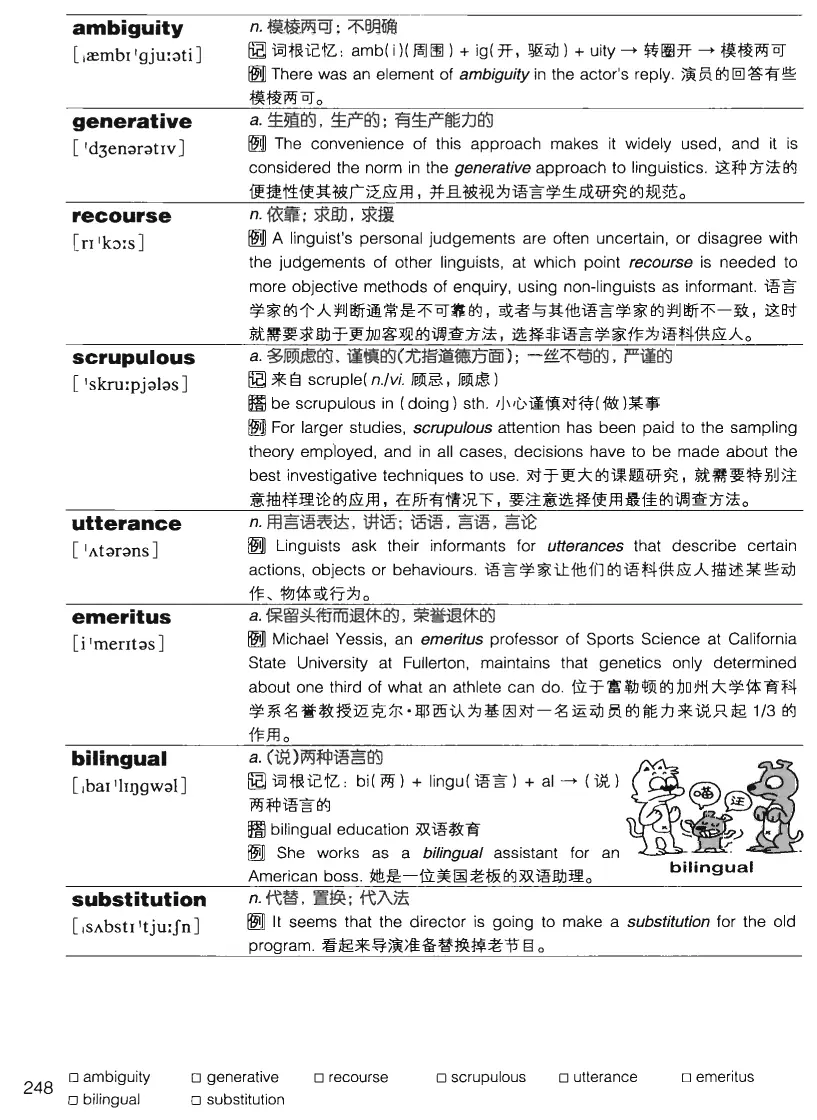 ambiguity n. 模棱两可；不明确
[ˌæmbɪˈɡjuːəti] [记] 词根记忆：amb(i)(周围) + ig(开，驱动) + uity → 转圈开 → 模棱两可
[例] There was an element of ambiguity in the actor's reply. 演员的回答有些
模棱两可。
generative a. 生殖的，生产的；有生产能力的
[ˈdʒenərətɪv] [例] The convenience of this approach makes it widely used, and it is
considered the norm in the generative approach to linguistics. 这种方法的
便捷性使其被广泛应用，并且被视为语言学生成研究的规范。
recourse n. 依靠；求助，求援
[rɪˈkɔːs] [例] A linguist's personal judgements are often uncertain, or disagree with
the judgements of other linguists, at which point recourse is needed to
more objective methods of enquiry, using non-linguists as informant. 语言
学家的个人判断通常是不可靠的，或者与其他语言学家的判断不一致，这时
就需要求助于更加客观的调查方法，选择非语言学家作为语料供应人。
scrupulous a. 多顾虑的，谨慎的(尤指道德方面)；一丝不苟的，严谨的
[ˈskruːpjələs] [记] 来自 scruple(n./vi. 顾忌，顾虑)
[搭] be scrupulous in (doing) sth. 小心谨慎对待(做)某事
[例] For larger studies, scrupulous attention has been paid to the sampling
theory employed, and in all cases, decisions have to be made about the
best investigative techniques to use. 对于更大的课题研究，就需要特别注
意抽样理论的应用，在所有情况下，要注意选择使用最佳的调查方法。
utterance n. 用言语表达，讲话；话语，言语，言论
[ˈʌtərəns] [例] Linguists ask their informants for utterances that describe certain
actions, objects or behaviours. 语言学家让他们的语料供应人描述某些动
作、物体或行为。
emeritus a. 保留头衔而退休的，荣誉退休的
[iˈmerɪtəs] [例] Michael Yessis, an emeritus professor of Sports Science at California
State University at Fullerton, maintains that genetics only determined
about one third of what an athlete can do. 位于富勒顿的加州大学体育科
学系名誉教授迈克尔·耶西认为基因对一名运动员的能力来说只起 1/3 的
作用。
bilingual a. (说)两种语言的
[ˌbaɪˈlɪŋɡwəl] [记] 词根记忆：bi(两) + lingu(语言) + al → (说)
两种语言的
[搭] bilingual education 双语教育
[例] She works as a bilingual assistant for an
American boss. 她是一位美国老板的双语助理。
喵
汪
bilingual
substitution n. 代替，置换；代入法
[ˌsʌbstɪˈtjuːʃn] [例] It seems that the director is going to make a substitution for the old
program. 看起来导演准备替换掉老节目。
□ ambiguity □ generative □ recourse □ scrupulous □ utterance □ emeritus
248
□ bilingual □ substitution